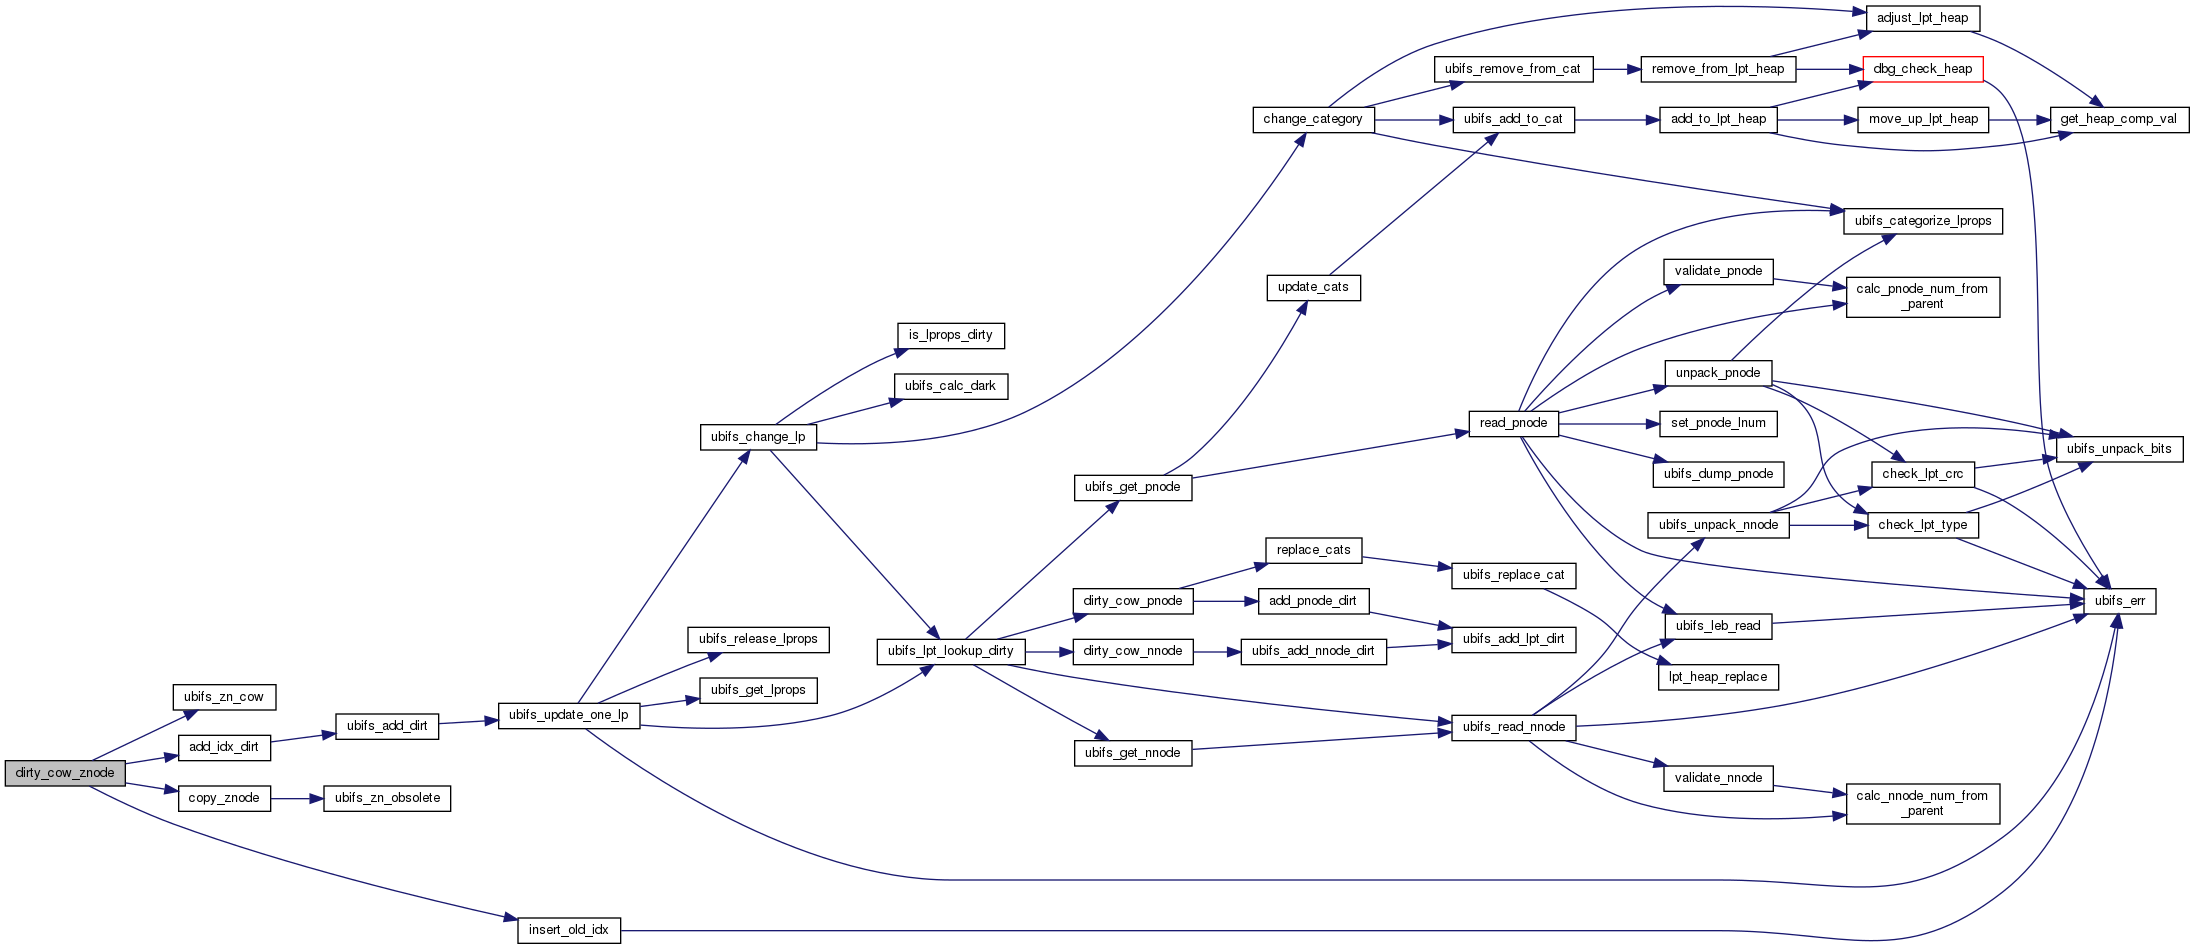 adjust_lpt_heap
ubifs_remove_from_cat
remove_from_lpt_heap
dbg_check_heap
change_category
ubifs_add_to_cat
add_to_lpt_heap
move_up_lpt_heap
get_heap_comp_val
ubifs_categorize_lprops
validate_pnode
update_cats
calc_pnode_num_from
_parent
is_lprops_dirty
unpack_pnode
ubifs_calc_dark
read_pnode
set_pnode_lnum
ubifs_change_lp
ubifs_unpack_bits
ubifs_dump_pnode
check_lpt_crc
ubifs_get_pnode
ubifs_unpack_nnode
check_lpt_type
replace_cats
ubifs_replace_cat
dirty_cow_pnode
add_pnode_dirt
ubifs_err
ubifs_leb_read
ubifs_release_lprops
ubifs_add_lpt_dirt
ubifs_lpt_lookup_dirty
dirty_cow_nnode
ubifs_add_nnode_dirt
lpt_heap_replace
ubifs_zn_cow
ubifs_get_lprops
ubifs_update_one_lp
ubifs_add_dirt
ubifs_read_nnode
add_idx_dirt
ubifs_get_nnode
dirty_cow_znode
validate_nnode
copy_znode
ubifs_zn_obsolete
calc_nnode_num_from
_parent
insert_old_idx